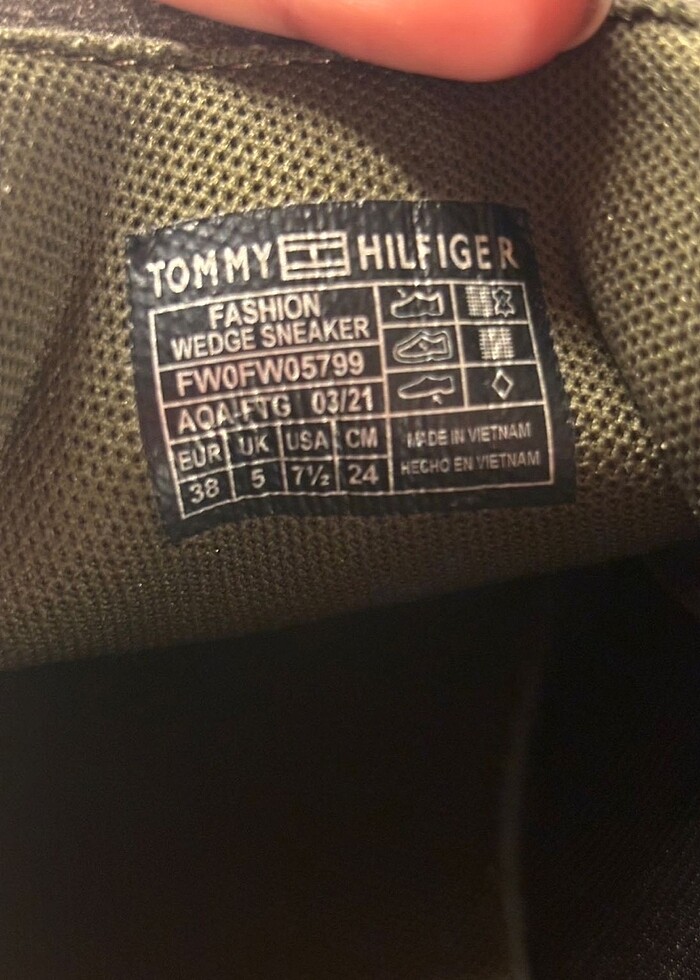 TOMMY HILFIGER
FASHION
WEDGE SNEAKER
FW0FW05799
AQA-FTG 03/21
EUR UK USA CM
38 5 7½ 24
MADE IN VIETNAM
HECHO EN VIETNAM